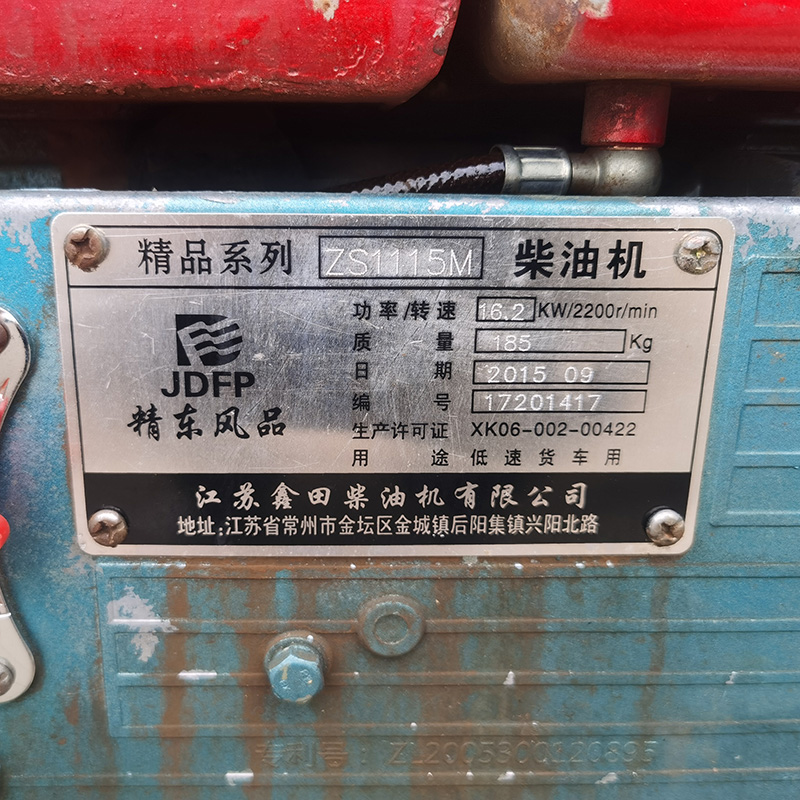 精品系列 ZS1115M 柴油机
JDFP
精东风品
功率/转速 16.2 KW/2200r/min
质量 185 Kg
日期 2015 09
编号 17201417
生产许可证 XK06-002-00422
用途 低速货车用
江苏鑫田柴油机有限公司
地址:江苏省常州市金坛区金城镇后阳集镇兴阳北路
专利号: